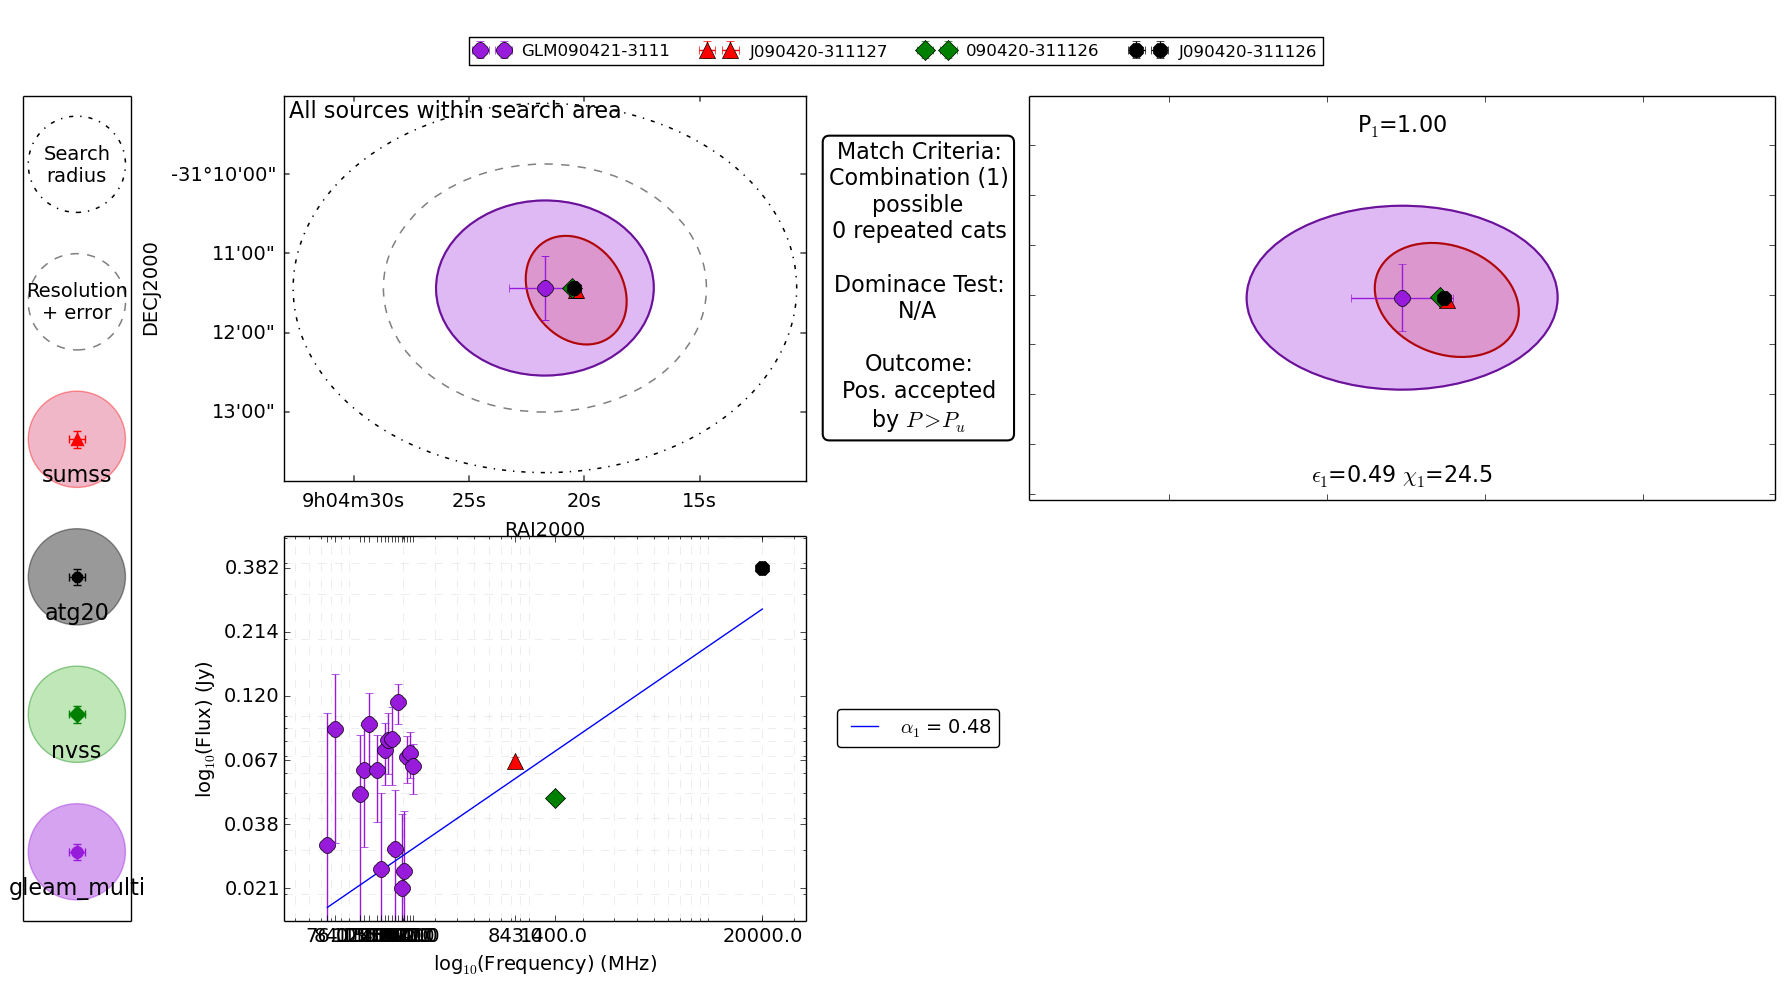 GLM090421-3111 J090420-311127 090420-311126 J090420-311126
Search
radius
Resolution
+ error
sumss
atg20
nvss
gleam_multi
All sources within search area
DECJ2000
-31°10'00"
11'00"
12'00"
13'00"
9h04m30s 25s 20s 15s
RAJ2000
Match Criteria:
Combination (1)
possible
0 repeated cats
Dominace Test:
N/A
Outcome:
Pos. accepted
by P>Pu
P1=1.00
ϵ1=0.49 χ1=24.5
log10(Flux) (Jy)
0.382
0.214
0.120
0.067
0.038
0.021
843.0 1400.0 20000.0
log10(Frequency) (MHz)
α1 = 0.48